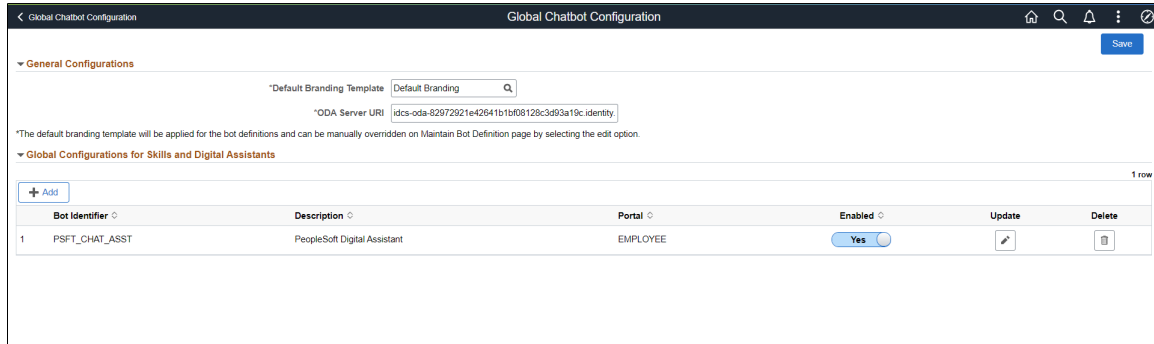 Global Chatbot Configuration
Global Chatbot Configuration
Save
General Configurations
*Default Branding Template Default Branding
*ODA Server URI idcs-oda-82972921e42641b1bf08128c3d93a19c.identity.
*The default branding template will be applied for the bot definitions and can be manually overridden on Maintain Bot Definition page by selecting the edit option.
Global Configurations for Skills and Digital Assistants
1 row
Add
Bot Identifier Description Portal Enabled Update Delete
1 PSFT_CHAT_ASST PeopleSoft Digital Assistant EMPLOYEE Yes